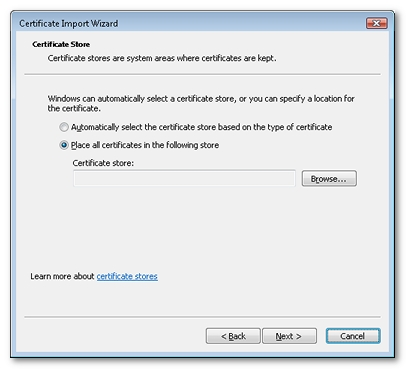 Certificate Import Wizard
Certificate Store
Certificate stores are system areas where certificates are kept.
Windows can automatically select a certificate store, or you can specify a location for
the certificate.
Automatically select the certificate store based on the type of certificate
Place all certificates in the following store
Certificate store:
Browse...
Learn more about certificate stores
< Back Next > Cancel